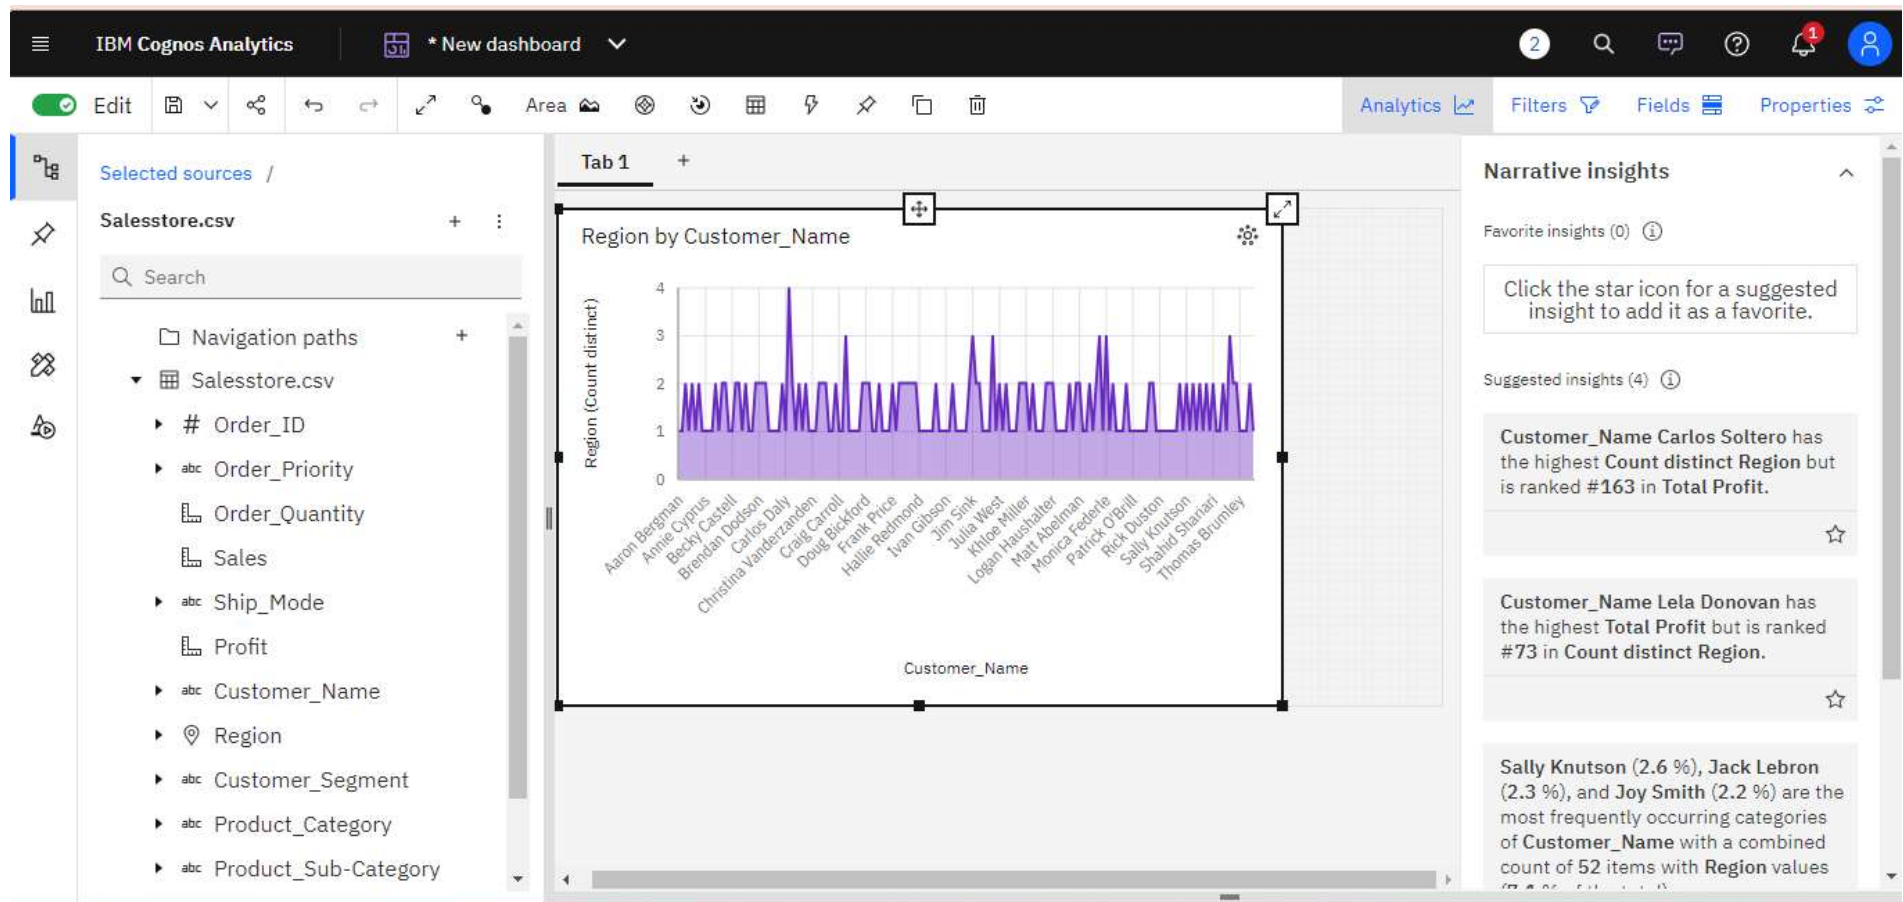 IBM Cognos Analytics
* New dashboard
2
1
Edit
Area
Analytics
Filters
Fields
Properties
Selected sources /
Salesstore.csv
Search
Navigation paths
Salesstore.csv
# Order_ID
abc Order_Priority
Order_Quantity
Sales
abc Ship_Mode
Profit
abc Customer_Name
Region
abc Customer_Segment
abc Product_Category
abc Product_Sub-Category
Tab 1
Region by Customer_Name
Region (Count distinct)
4
3
2
1
0
Aaron Bergman
Annie Cyprus
Becky Castell
Brendan Dodson
Carlos Daly
Christina Vanderzanden
Craig Carroll
Doug Bickford
Frank Price
Hallie Redmond
Ivan Gibson
Jim Sink
Julia West
Khloe Miller
Logan Haushalter
Matt Abelman
Monica Federle
Patrick O'Brill
Rick Duston
Sally Knutson
Shahid Shariari
Thomas Brumley
Customer_Name
Narrative insights
Favorite insights (0)
Click the star icon for a suggested
insight to add it as a favorite.
Suggested insights (4)
Customer_Name Carlos Soltero has
the highest Count distinct Region but
is ranked #163 in Total Profit.
Customer_Name Lela Donovan has
the highest Total Profit but is ranked
#73 in Count distinct Region.
Sally Knutson (2.6 %), Jack Lebron
(2.3 %), and Joy Smith (2.2 %) are the
most frequently occurring categories
of Customer_Name with a combined
count of 52 items with Region values